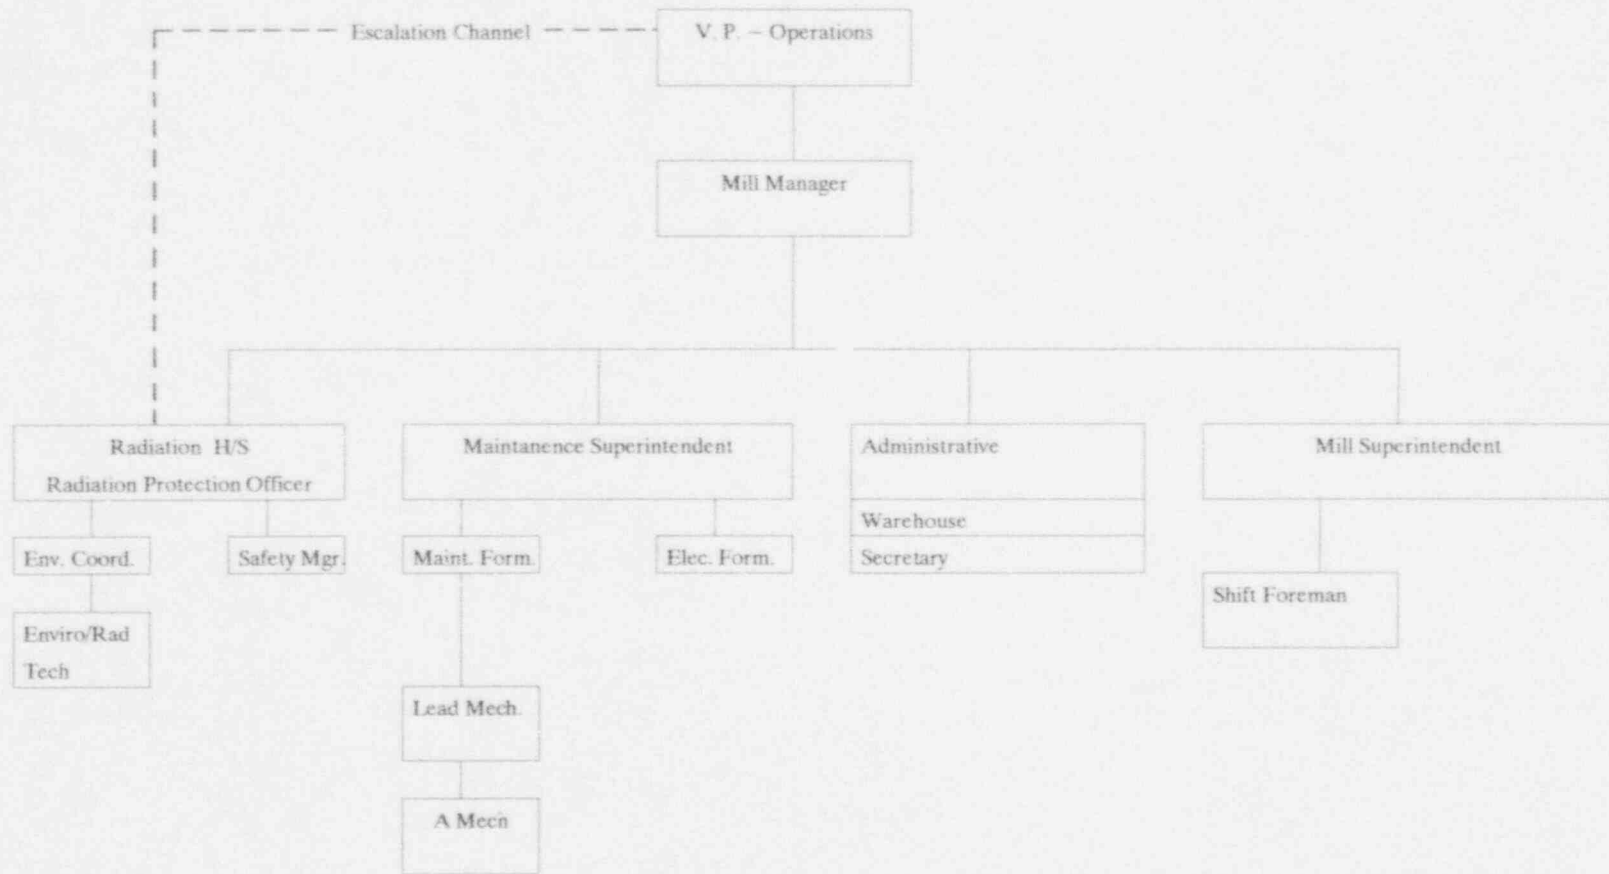 Escalation Channel
V. P. – Operations
Mill Manager
Radiation H/S
Radiation Protection Officer
Maintanence Superintendent
Administrative
Mill Superintendent
Warehouse
Env. Coord.
Safety Mgr.
Maint. Form.
Elec. Form.
Secretary
Shift Foreman
Enviro/Rad
Tech
Lead Mech.
A Mecn